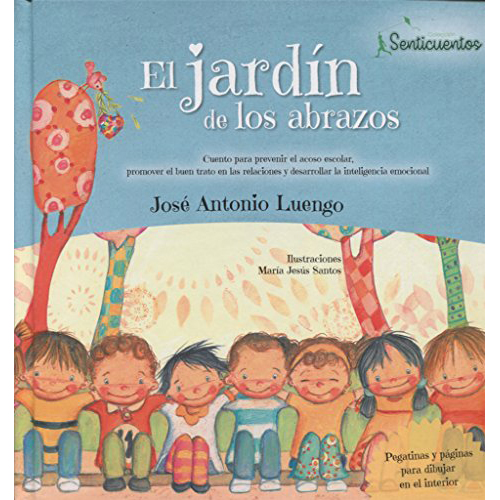 Senticuentos
El jardín
de los abrazos
Cuento para prevenir el acoso escolar,
promover el buen trato en las relaciones y desarrollar la inteligencia emocional
José Antonio Luengo
Ilustraciones
María Jesús Santos
Pegatinas y páginas
para dibujar
en el interior